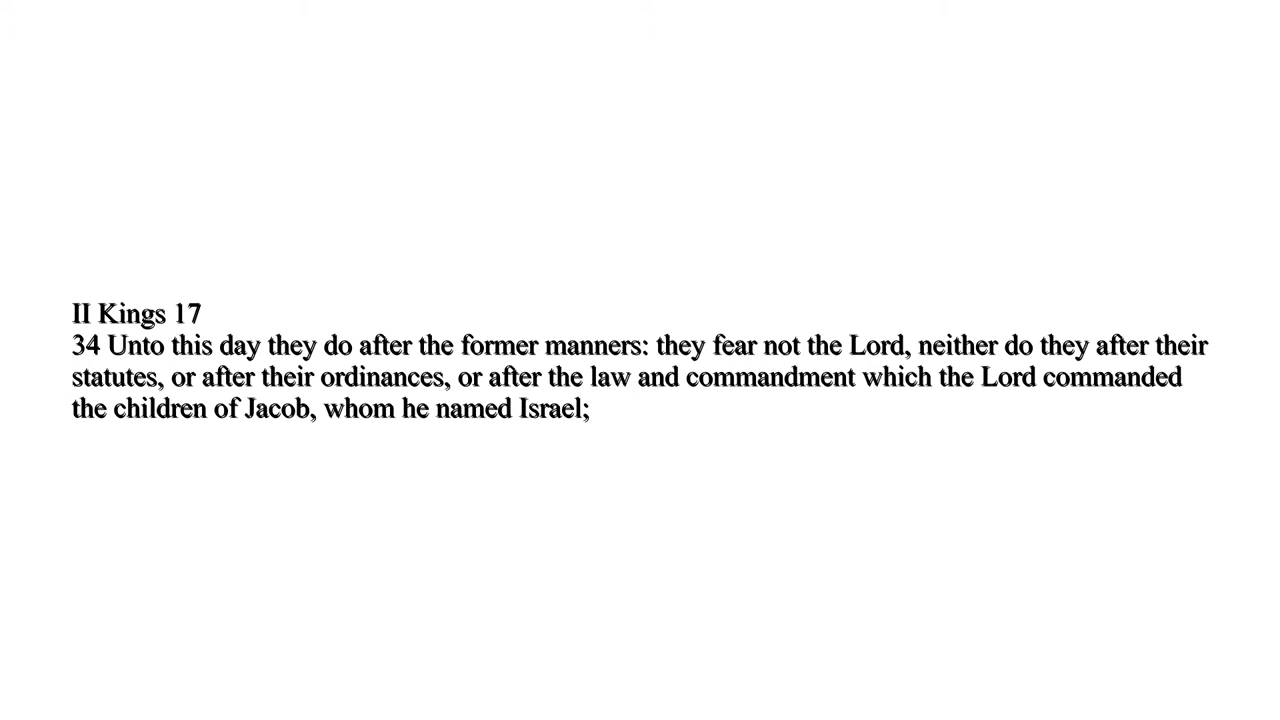 II Kings 17
34 Unto this day they do after the former manners: they fear not the Lord, neither do they after their
statutes, or after their ordinances, or after the law and commandment which the Lord commanded
the children of Jacob, whom he named Israel;